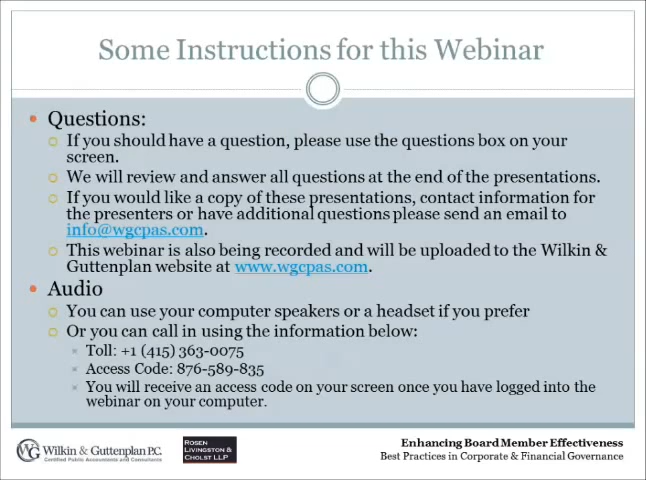 Some Instructions for this Webinar
Questions:
If you should have a question, please use the questions box on your
screen.
We will review and answer all questions at the end of the presentations.
If you would like a copy of these presentations, contact information for
the presenters or have additional questions please send an email to
info@wgcpas.com.
This webinar is also being recorded and will be uploaded to the Wilkin &
Guttenplan website at www.wgcpas.com.
Audio
You can use your computer speakers or a headset if you prefer
Or you can call in using the information below:
Toll: +1 (415) 363-0075
Access Code: 876-589-835
You will receive an access code on your screen once you have logged into the
webinar on your computer.
WG Wilkin & Guttenplan P.C.
Certified Public Accountants and Consultants
ROSEN
LIVINGSTON &
CHOLST LLP
Enhancing Board Member Effectiveness
Best Practices in Corporate & Financial Governance